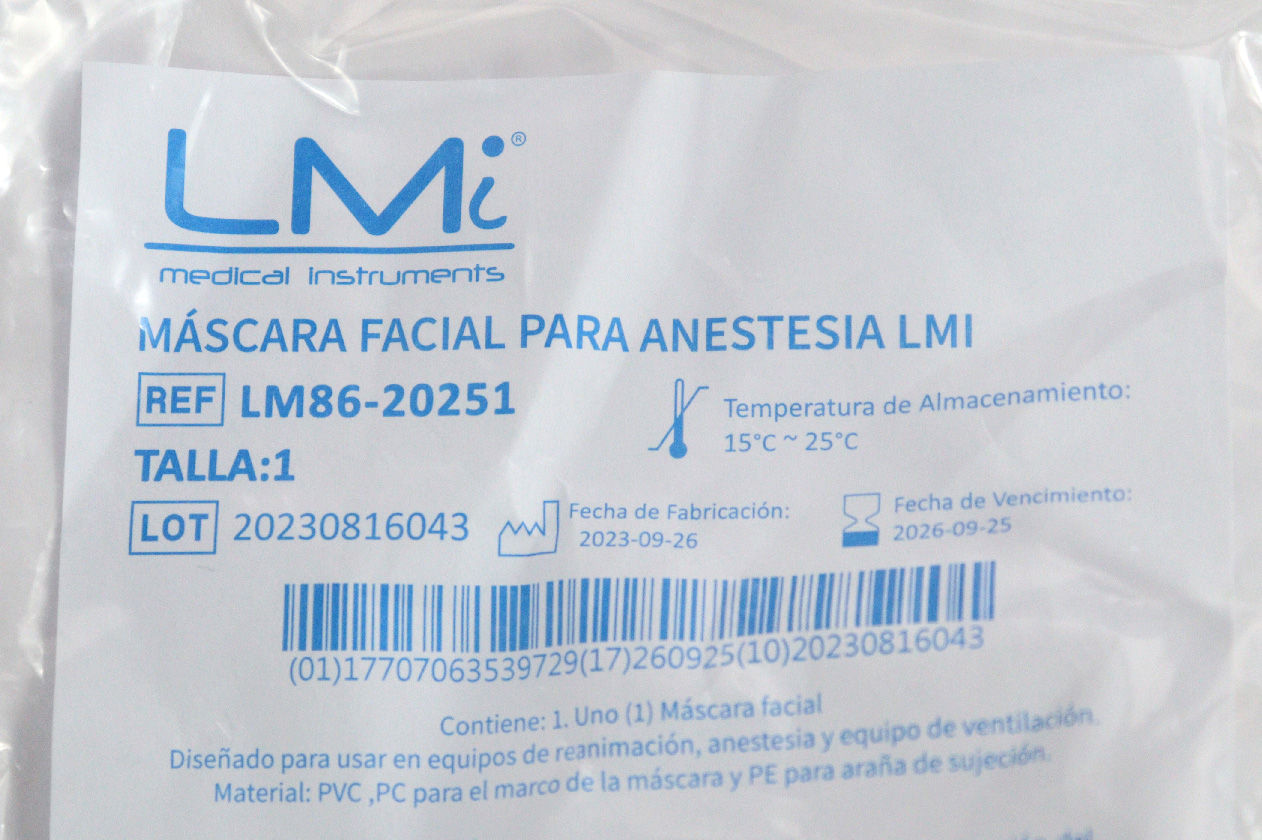 LMi®
medical instruments
MÁSCARA FACIAL PARA ANESTESIA LMI
REF LM86-20251
TALLA:1
Temperatura de Almacenamiento:
15°C ~ 25°C
LOT 20230816043
Fecha de Fabricación:
2023-09-26
Fecha de Vencimiento:
2026-09-25
(01)17707063539729(17)260925(10)20230816043
Contiene: 1. Uno (1) Máscara facial
Diseñado para usar en equipos de reanimación, anestesia y equipo de ventilación.
Material: PVC ,PC para el marco de la máscara y PE para araña de sujeción.